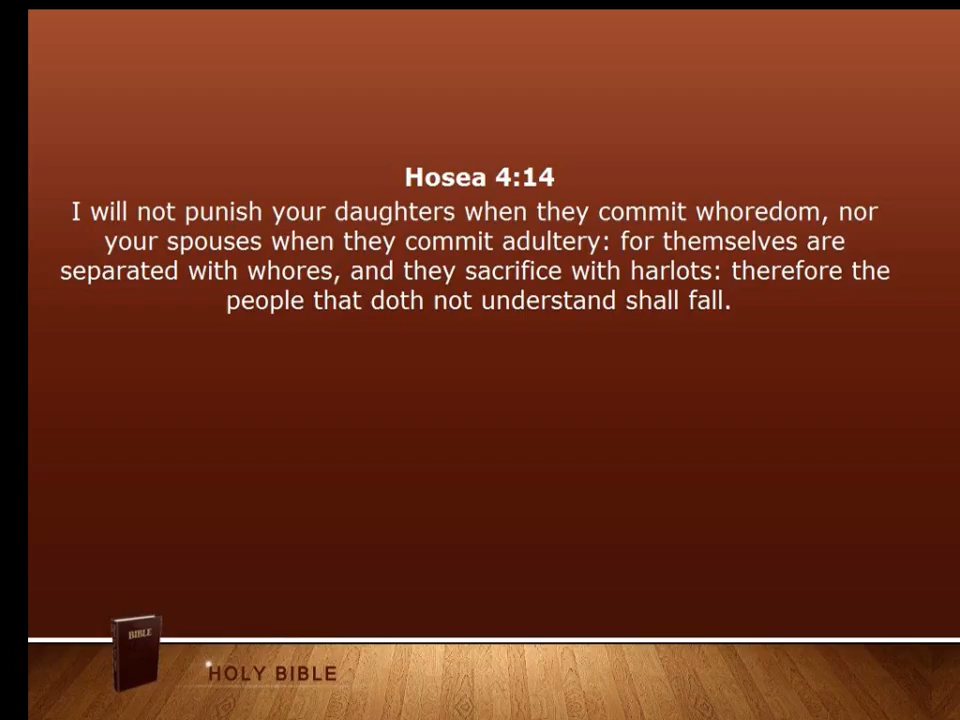 Hosea 4:14
I will not punish your daughters when they commit whoredom, nor
your spouses when they commit adultery: for themselves are
separated with whores, and they sacrifice with harlots: therefore the
people that doth not understand shall fall.
BIBLE
HOLY BIBLE